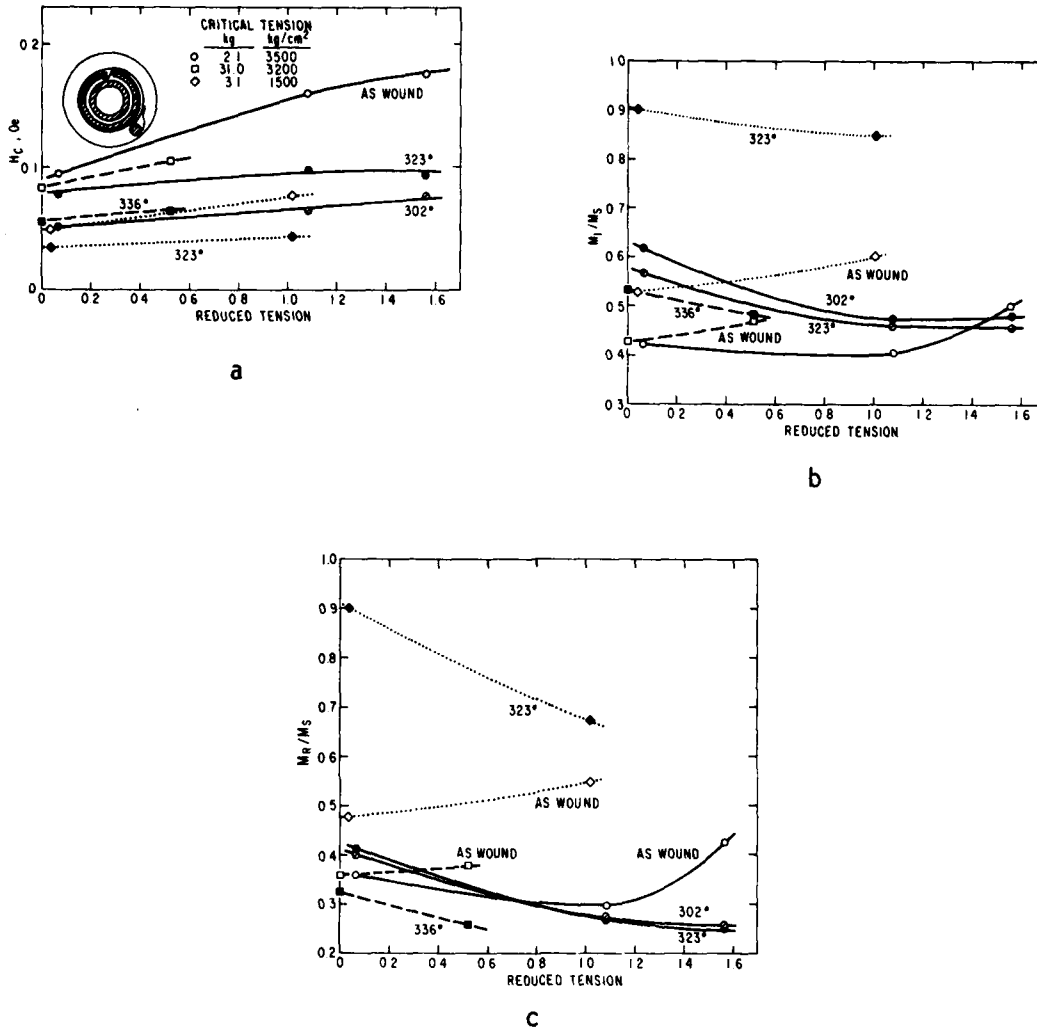 CRITICAL TENSION
kg kg/cm²
2.1 3500
31.0 3200
3.1 1500
0.2
0.1
0
Hc, Oe
AS WOUND
323°
336°
302°
323°
0 0.2 0.4 0.6 0.8 1.0 1.2 1.4 1.6
REDUCED TENSION
a
1.0
0.9
0.8
0.7
0.6
0.5
0.4
0.3
M₁/Ms
323°
AS WOUND
302°
336°
323°
AS WOUND
0 0.2 0.4 0.6 0.8 1.0 1.2 1.4 1.6
REDUCED TENSION
b
1.0
0.9
0.8
0.7
0.6
0.5
0.4
0.3
0.2
MR/Ms
323°
AS WOUND
AS WOUND
AS WOUND
302°
323°
336°
0 0.2 0.4 0.6 0.8 1.0 1.2 1.4 1.6
REDUCED TENSION
c